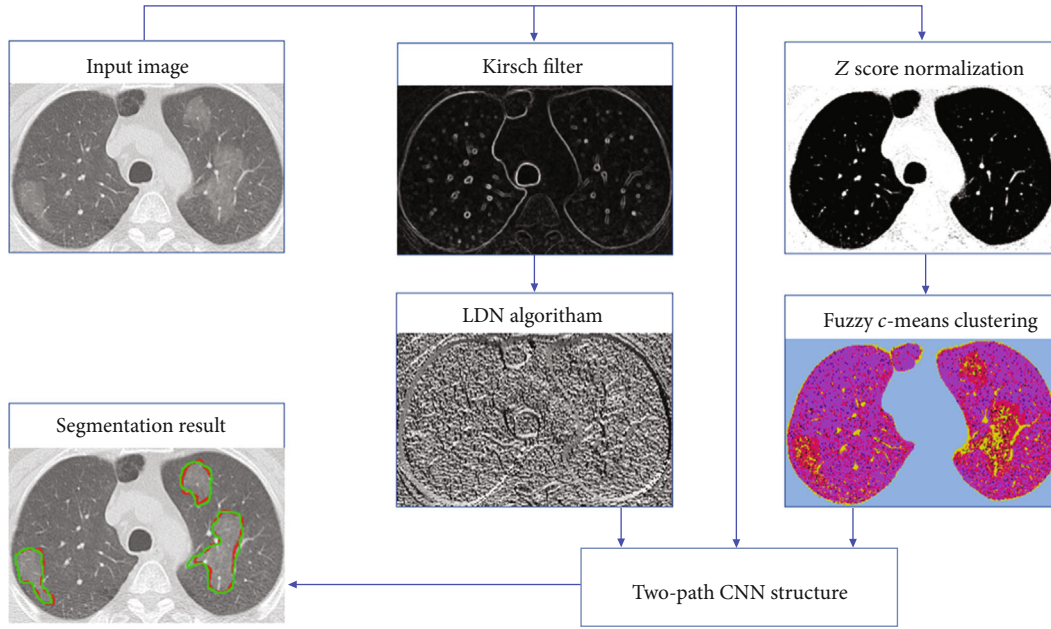 Input image
Kirsch filter
Z score normalization
LDN algoritham
Fuzzy c-means clustering
Segmentation result
Two-path CNN structure